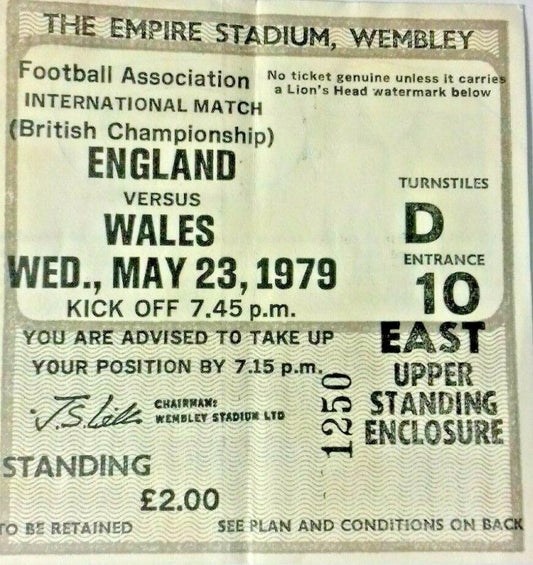 THE EMPIRE STADIUM, WEMBLEY
Football Association
INTERNATIONAL MATCH
(British Championship)
No ticket genuine unless it carries
a Lion's Head watermark below
ENGLAND
VERSUS
WALES
WED., MAY 23, 1979
KICK OFF 7.45 p.m.
TURNSTILES
D
ENTRANCE
10
EAST
UPPER
STANDING
ENCLOSURE
YOU ARE ADVISED TO TAKE UP
YOUR POSITION BY 7.15 p.m.
CHAIRMAN:
WEMBLEY STADIUM LTD
1250
STANDING
£2.00
TO BE RETAINED
SEE PLAN AND CONDITIONS ON BACK